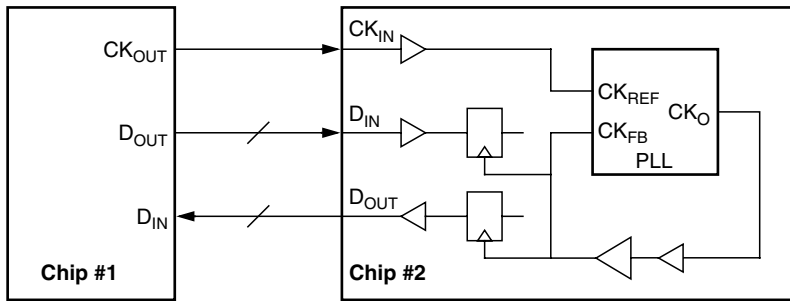 CK_OUT
D_OUT
D_IN
Chip #1
CK_IN
D_IN
D_OUT
Chip #2
CK_REF
CK_FB
CK_O
PLL